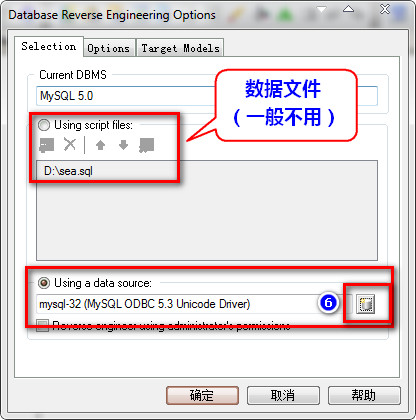 Database Reverse Engineering Options
Selection Options Target Models
Current DBMS
MySQL 5.0
Using script files:
数据文件
（一般不用）
D:\sea.sql
Using a data source:
mysql-32 (MySQL ODBC 5.3 Unicode Driver) 6
Reverse engineer using administrator's permissions
确定 取消 帮助